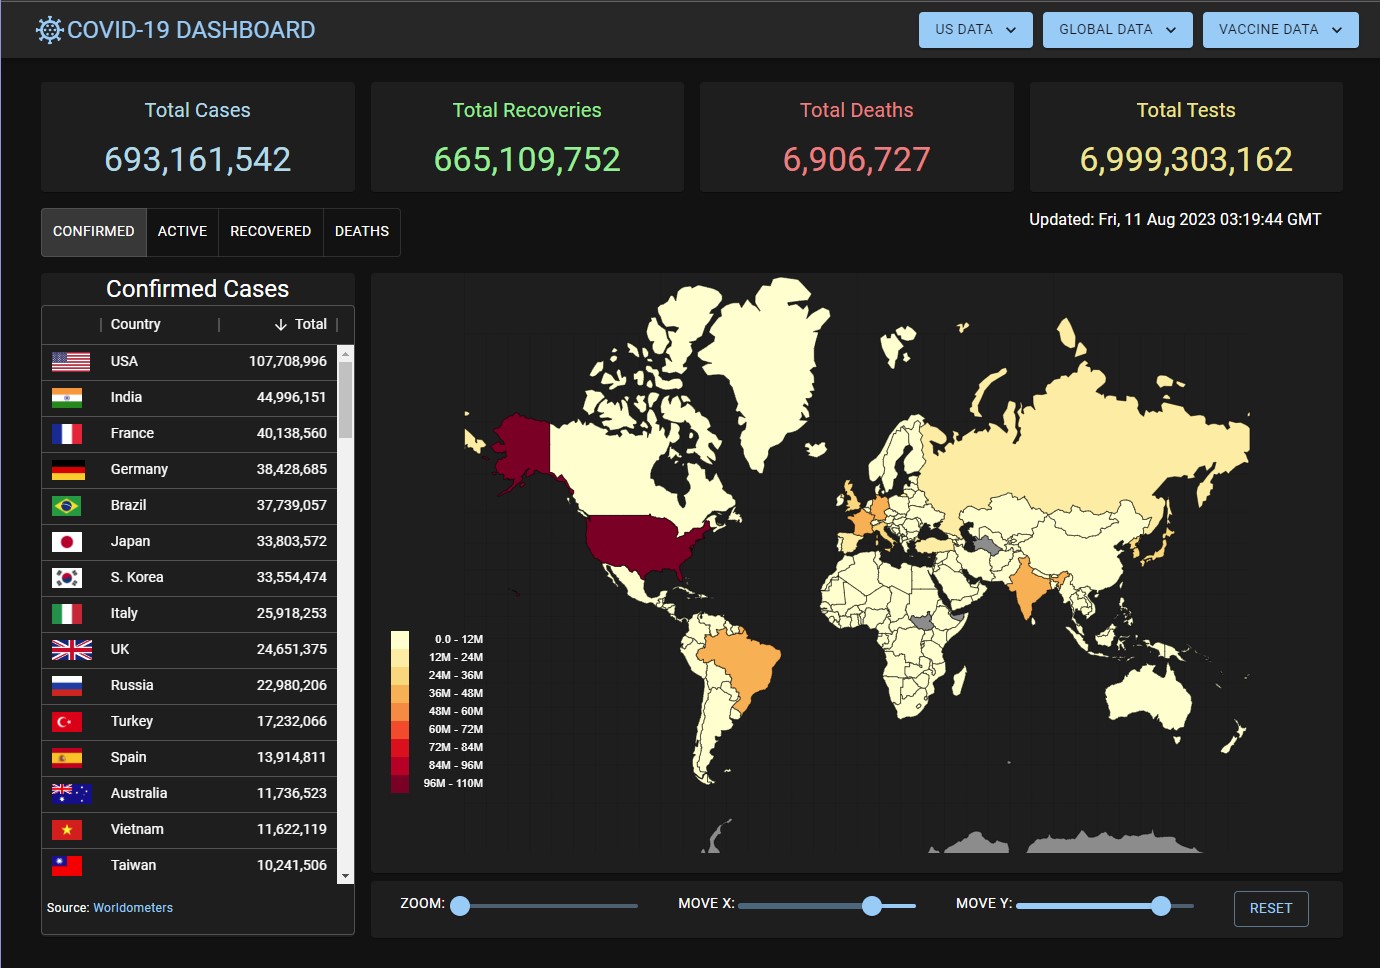 COVID-19 DASHBOARD
US DATA
GLOBAL DATA
VACCINE DATA
Total Cases
693,161,542
Total Recoveries
665,109,752
Total Deaths
6,906,727
Total Tests
6,999,303,162
CONFIRMED ACTIVE RECOVERED DEATHS
Updated: Fri, 11 Aug 2023 03:19:44 GMT
Confirmed Cases
Country Total
USA 107,708,996
India 44,996,151
France 40,138,560
Germany 38,428,685
Brazil 37,739,057
Japan 33,803,572
S. Korea 33,554,474
Italy 25,918,253
UK 24,651,375
Russia 22,980,206
Turkey 17,232,066
Spain 13,914,811
Australia 11,736,523
Vietnam 11,622,119
Taiwan 10,241,506
Source: Worldometers
0.0 - 12M
12M - 24M
24M - 36M
36M - 48M
48M - 60M
60M - 72M
72M - 84M
84M - 96M
96M - 110M
ZOOM:
MOVE X:
MOVE Y:
RESET